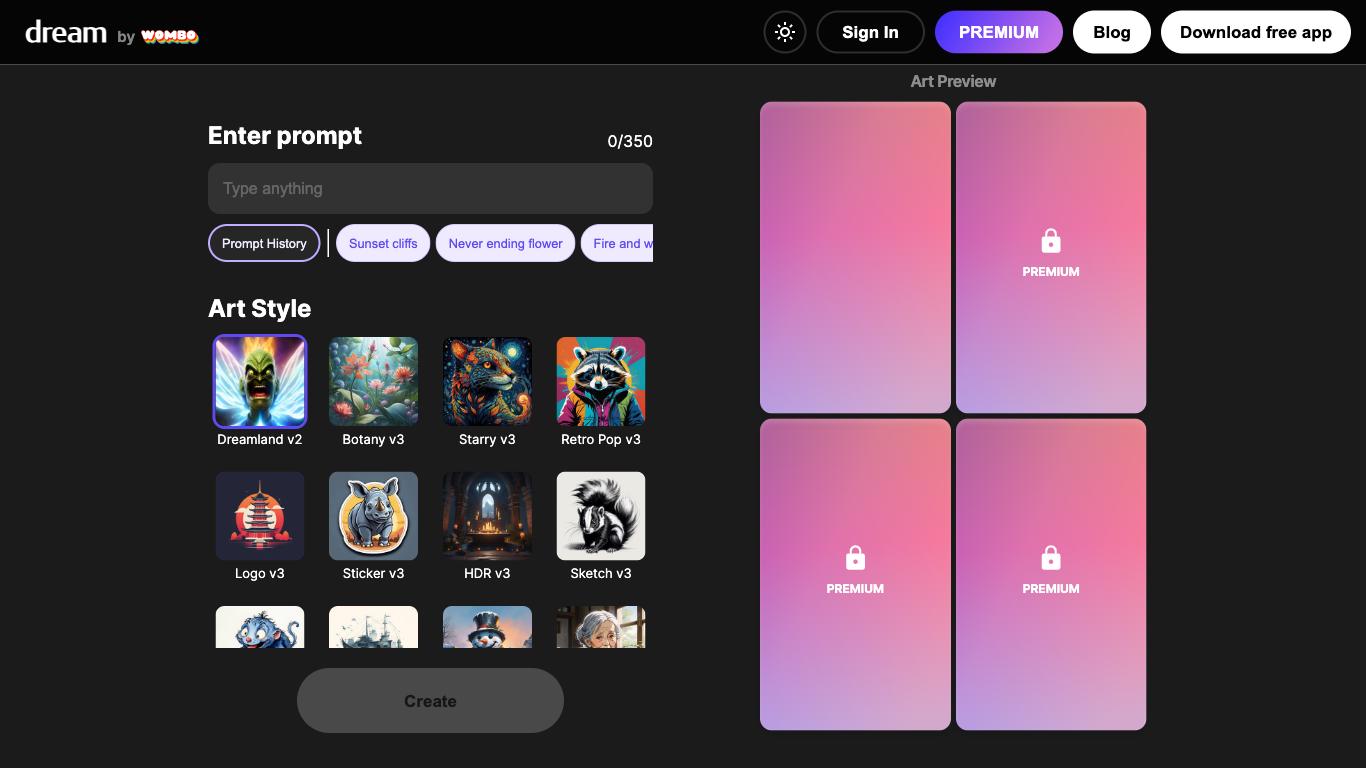 dream by WOMBO
Sign In
PREMIUM
Blog
Download free app
Art Preview
Enter prompt
0/350
Type anything
Prompt History
Sunset cliffs
Never ending flower
Fire and w
Art Style
Dreamland v2
Botany v3
Starry v3
Retro Pop v3
Logo v3
Sticker v3
HDR v3
Sketch v3
Create
PREMIUM
PREMIUM
PREMIUM